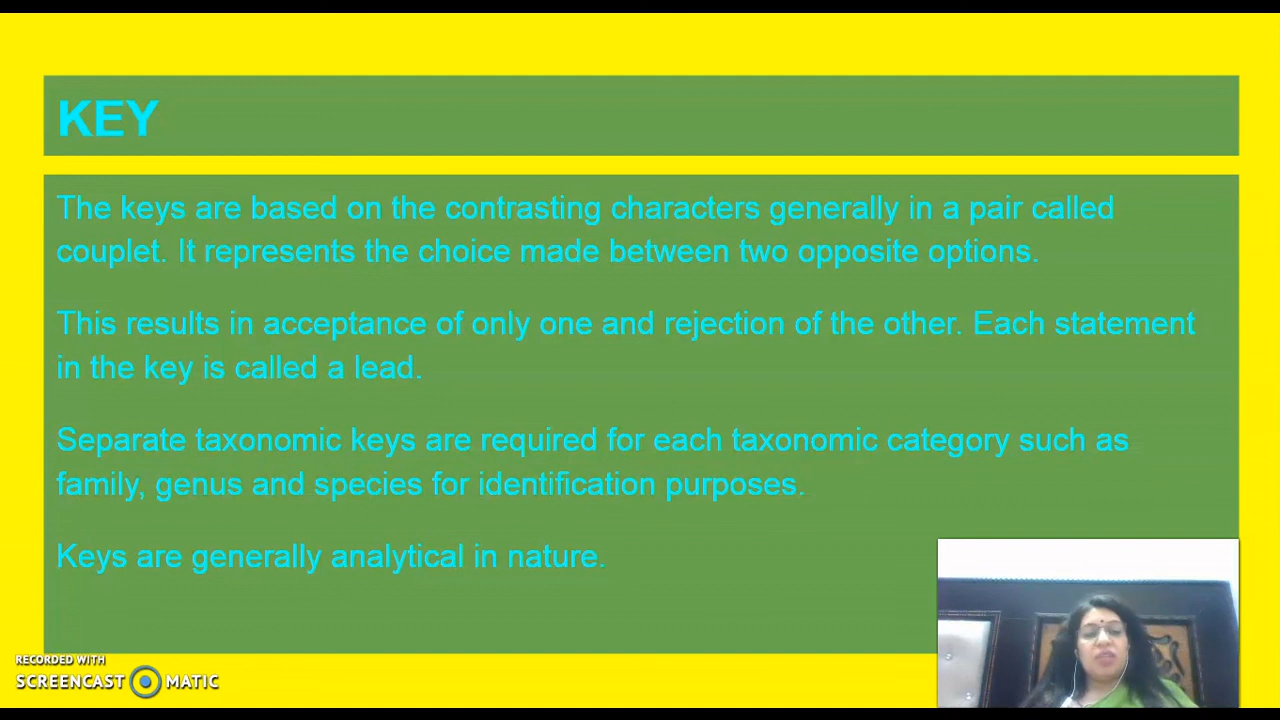 KEY
The keys are based on the contrasting characters generally in a pair called
couplet. It represents the choice made between two opposite options.
This results in acceptance of only one and rejection of the other. Each statement
in the key is called a lead.
Separate taxonomic keys are required for each taxonomic category such as
family, genus and species for identification purposes.
Keys are generally analytical in nature.
RECORDED WITH
SCREENCAST MATIC